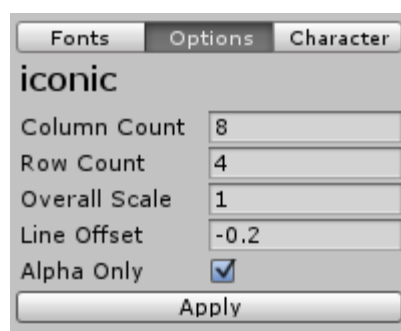 Fonts Options Character
iconic
Column Count 8
Row Count 4
Overall Scale 1
Line Offset -0.2
Alpha Only
Apply